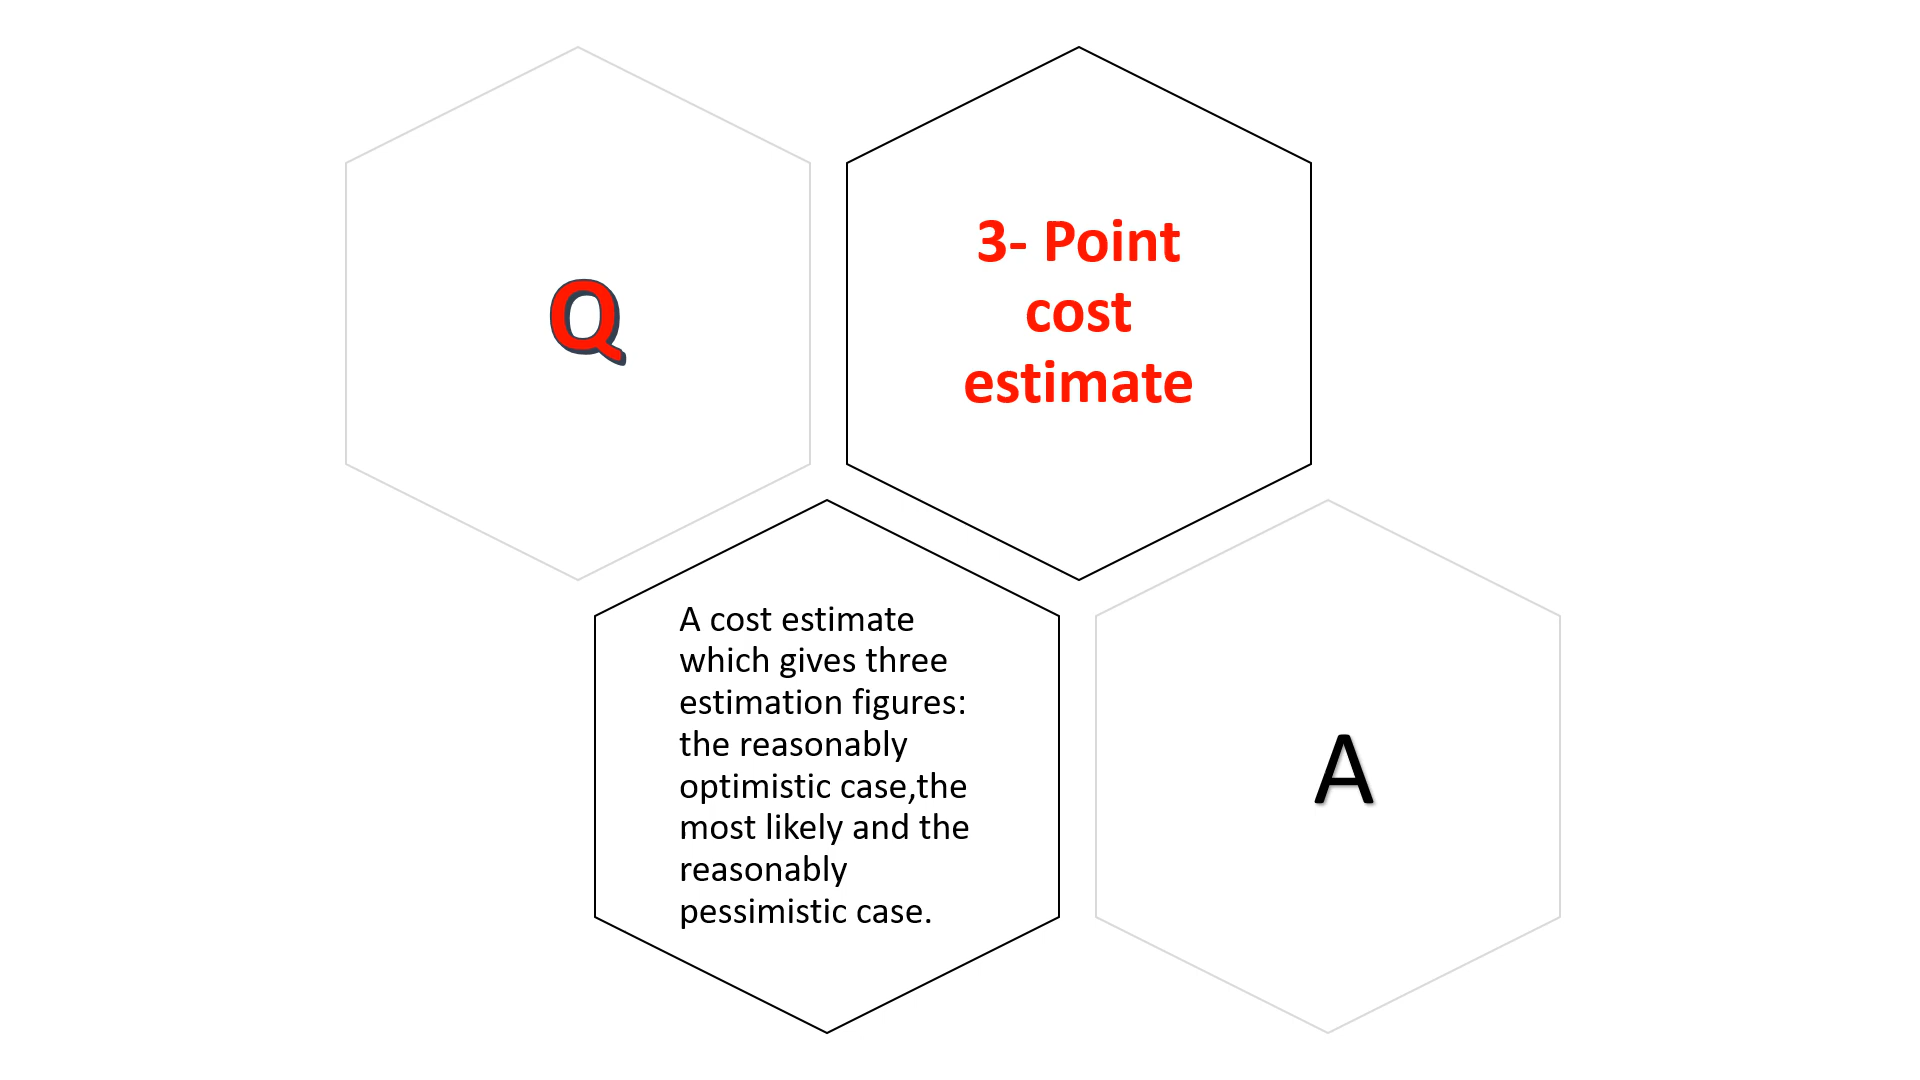 Q
3- Point
cost
estimate
A cost estimate
which gives three
estimation figures:
the reasonably
optimistic case,the
most likely and the
reasonably
pessimistic case.
A